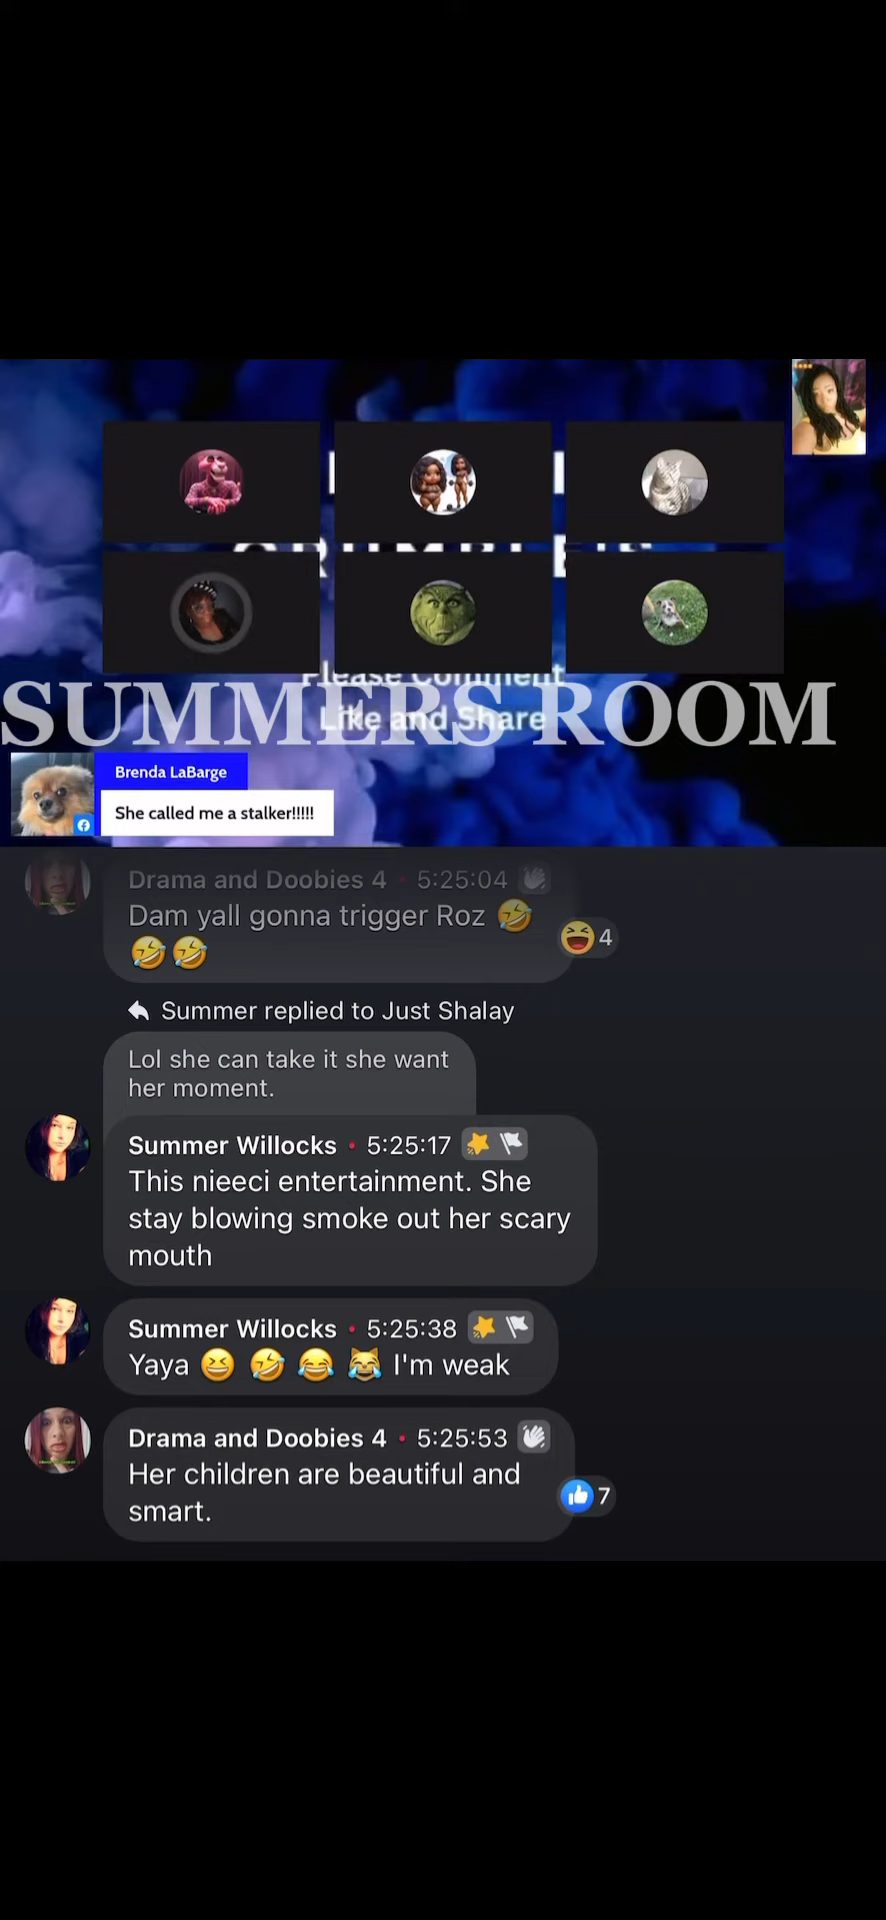 Please Comment
Like and Share
SUMMERS ROOM
Brenda LaBarge
She called me a stalker!!!!!
Drama and Doobies 4 • 5:25:04
Dam yall gonna trigger Roz 🤣
🤣🤣
4
Summer replied to Just Shalay
Lol she can take it she want
her moment.
Summer Willocks • 5:25:17
This nieeci entertainment. She
stay blowing smoke out her scary
mouth
Summer Willocks • 5:25:38
Yaya 😆 🤣 😂 😹 I'm weak
Drama and Doobies 4 • 5:25:53
Her children are beautiful and
smart.
7